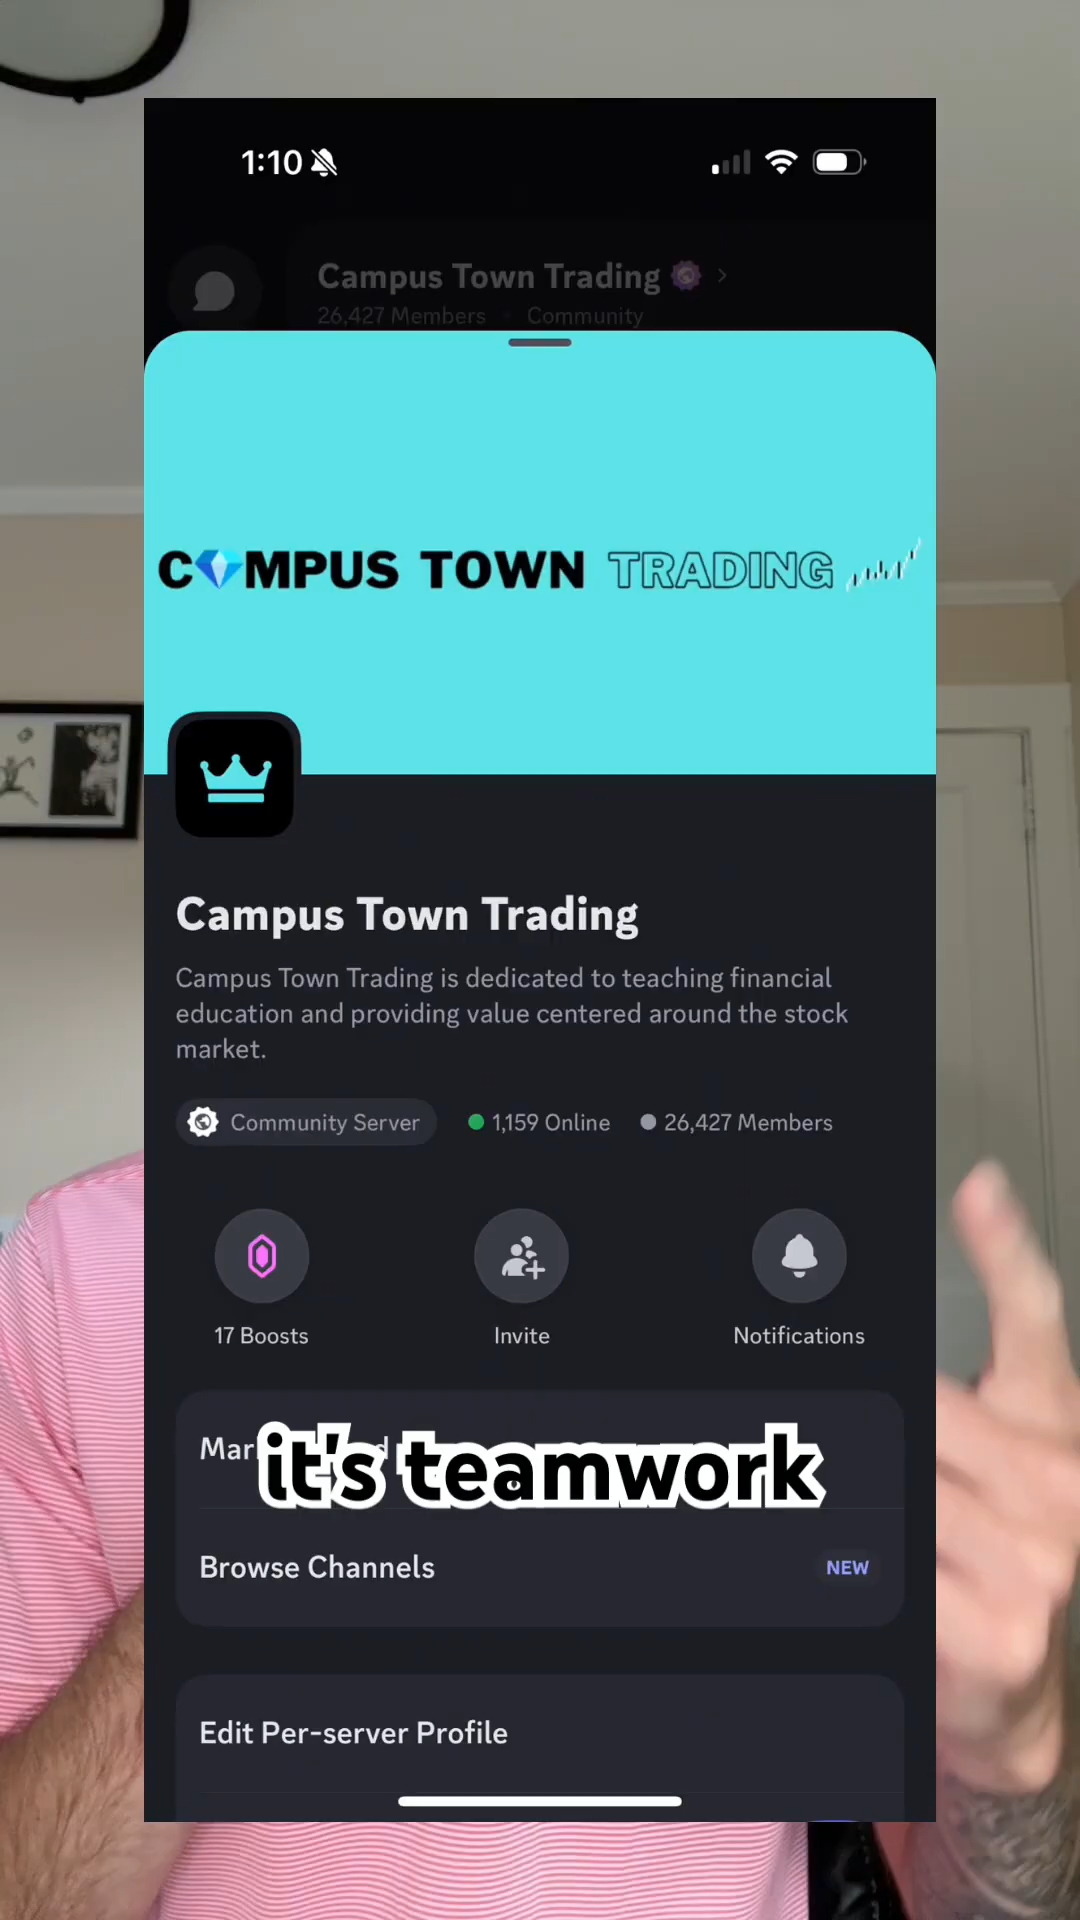 1:10
Campus Town Trading
26,427 Members • Community
C MPUS TOWN TRADING
Campus Town Trading
Campus Town Trading is dedicated to teaching financial
education and providing value centered around the stock
market.
Community Server
1,159 Online
26,427 Members
17 Boosts
Invite
Notifications
it's teamwork
Browse Channels
NEW
Edit Per-server Profile